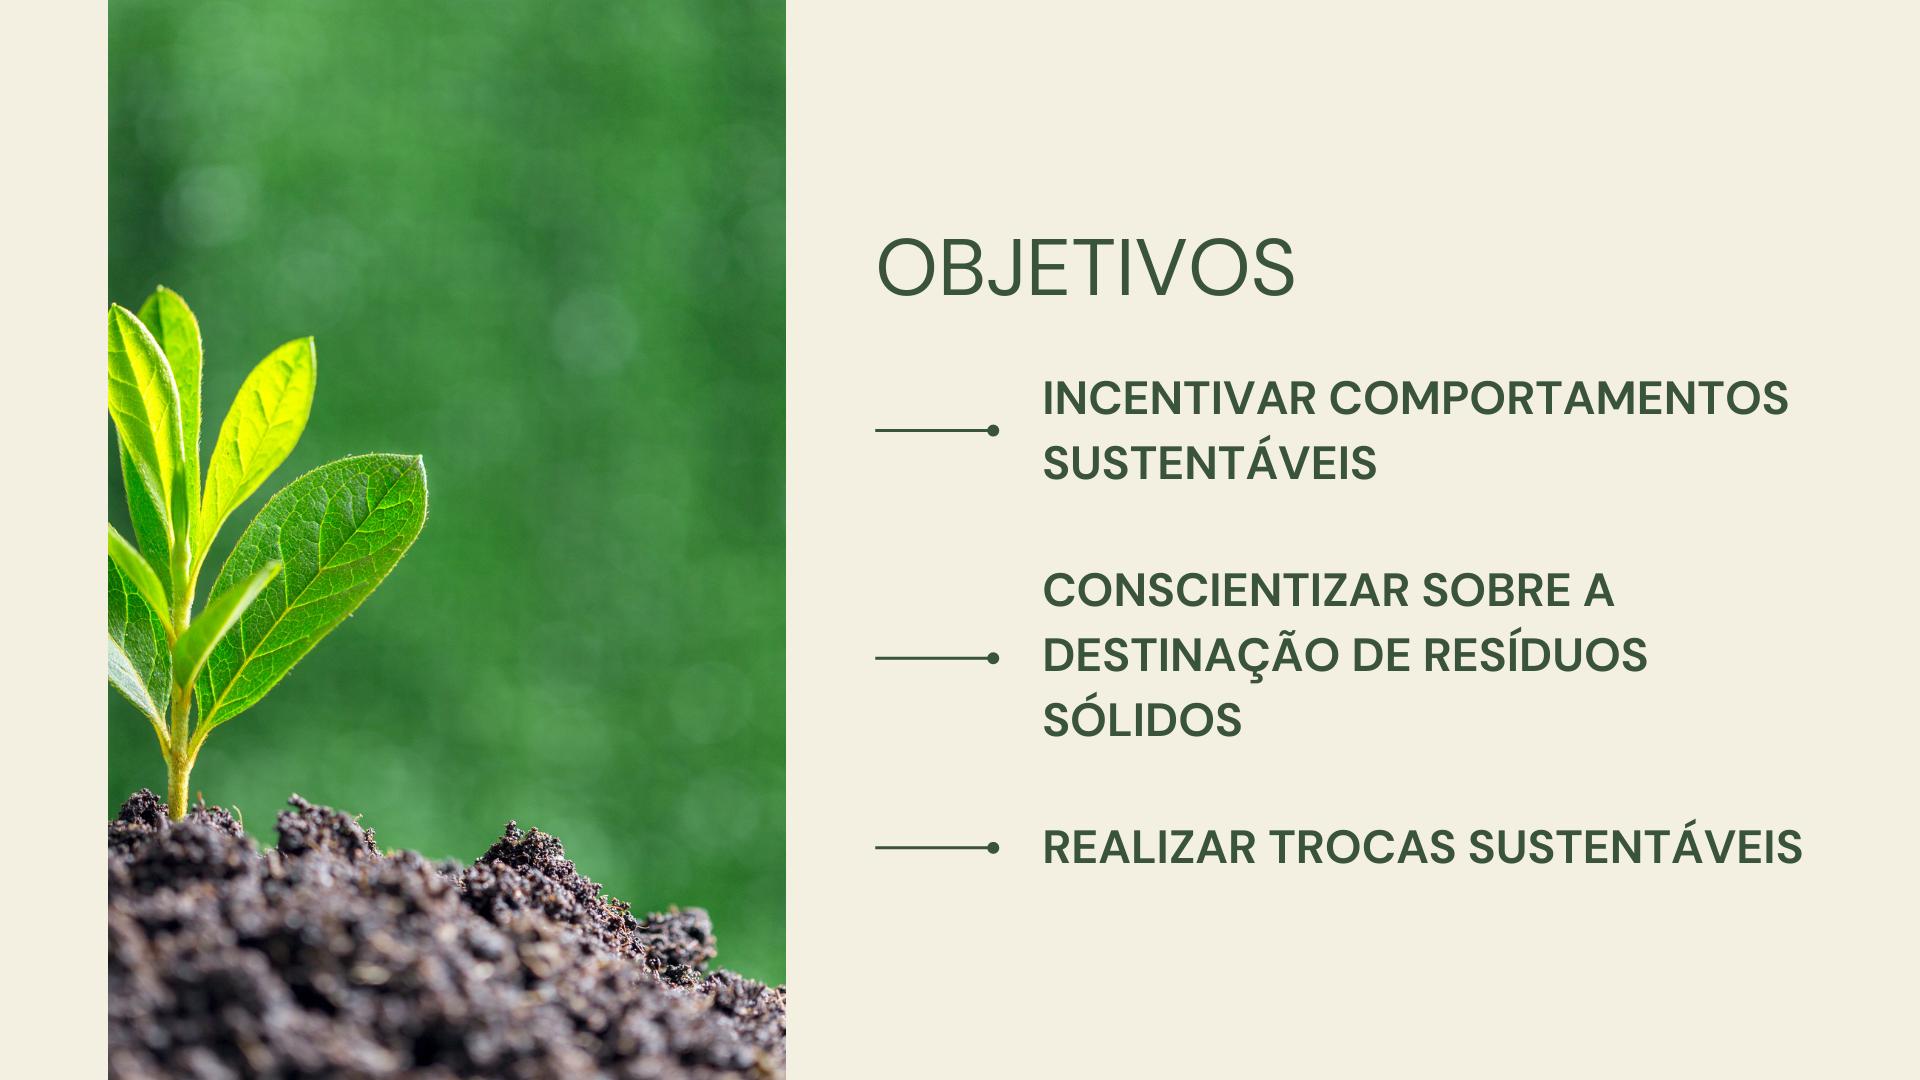 OBJETIVOS
INCENTIVAR COMPORTAMENTOS
SUSTENTÁVEIS
CONSCIENTIZAR SOBRE A
DESTINAÇÃO DE RESÍDUOS
SÓLIDOS
REALIZAR TROCAS SUSTENTÁVEIS